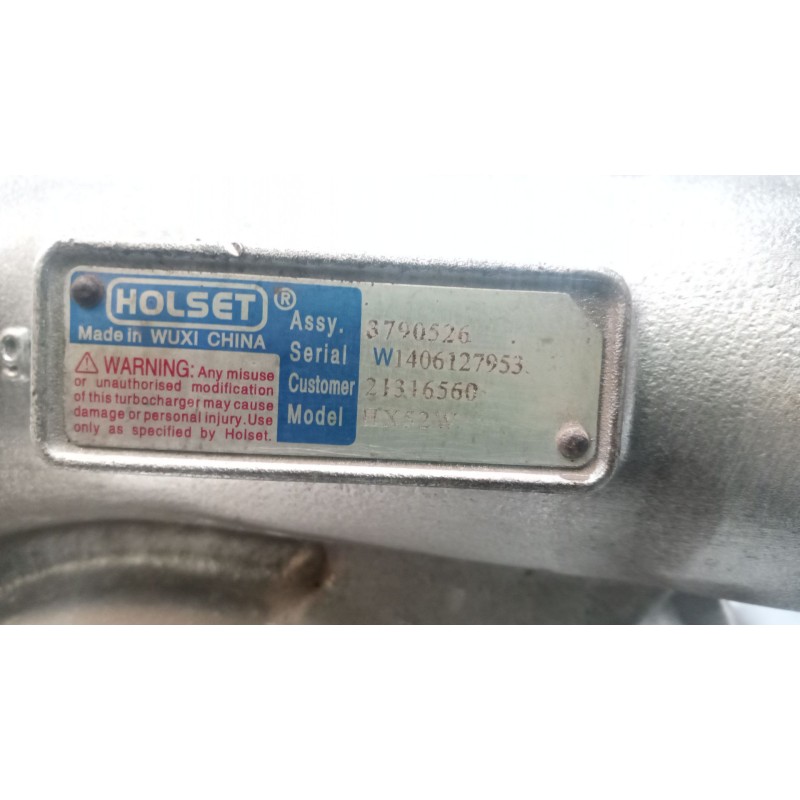 HOLSET ®
Made in WUXI CHINA
WARNING: Any misuse
or unauthorised modification
of this turbocharger may cause
damage or personal injury. Use
only as specified by Holset.
Assy. 3790526
Serial W1406127953
Customer 21316560
Model HX52W